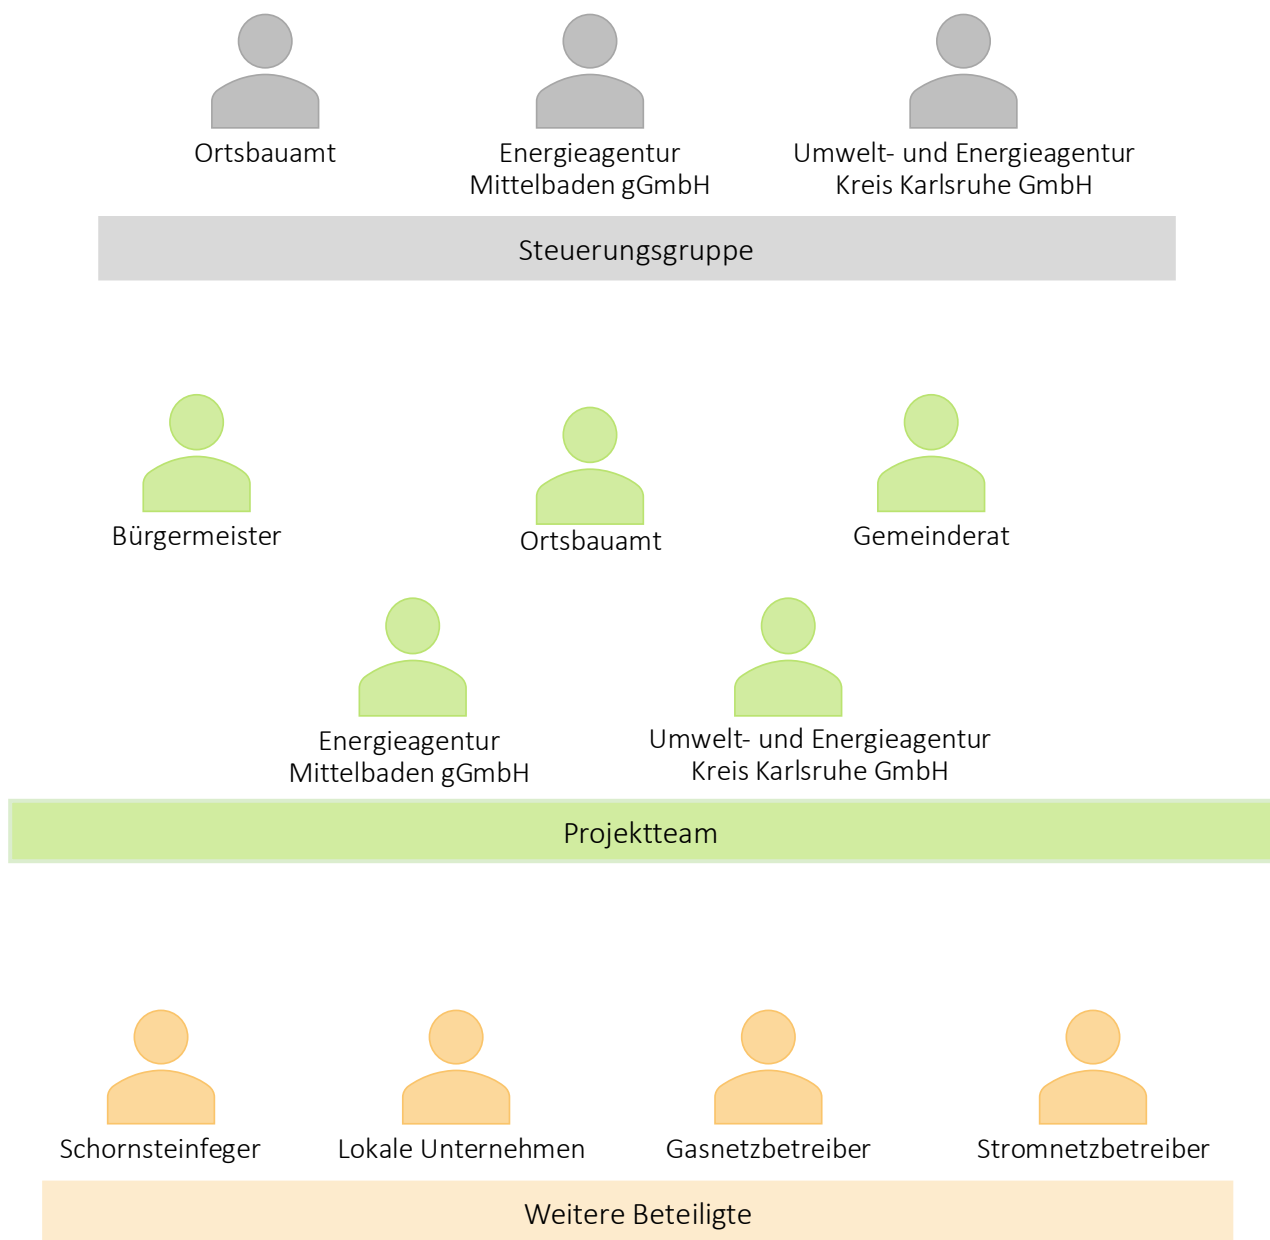 Ortsbauamt
Energieagentur
Mittelbaden gGmbH
Umwelt- und Energieagentur
Kreis Karlsruhe GmbH
Steuerungsgruppe
Bürgermeister
Ortsbauamt
Gemeinderat
Energieagentur
Mittelbaden gGmbH
Umwelt- und Energieagentur
Kreis Karlsruhe GmbH
Projektteam
Schornsteinfeger
Lokale Unternehmen
Gasnetzbetreiber
Stromnetzbetreiber
Weitere Beteiligte